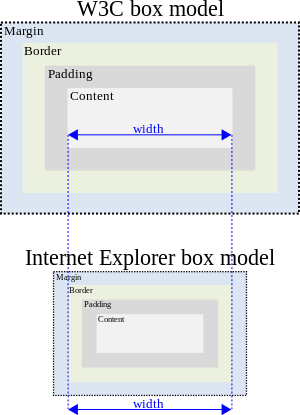 W3C box model
Margin
Border
Padding
Content
width
Internet Explorer box model
Margin
Border
Padding
Content
width